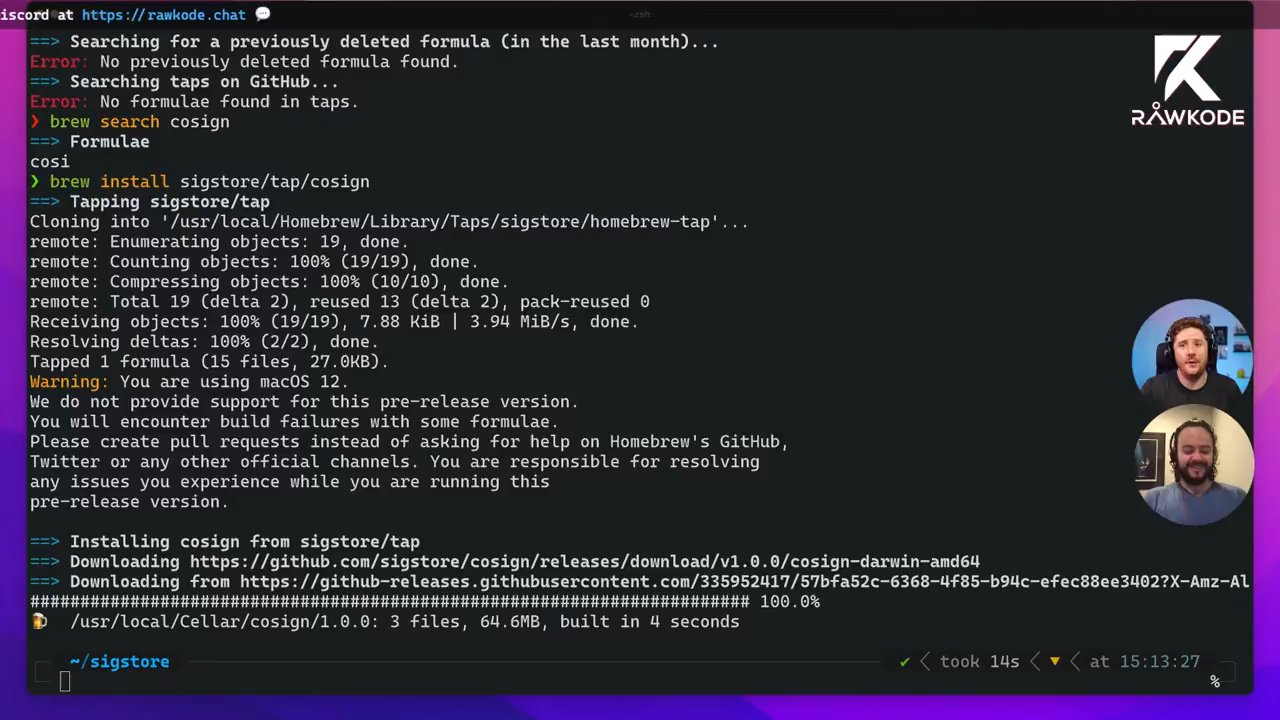 iscord at https://rawkode.chat 💬
-zsh
==> Searching for a previously deleted formula (in the last month)...
Error: No previously deleted formula found.
==> Searching taps on GitHub...
Error: No formulae found in taps.
❯ brew search cosign
==> Formulae
cosi
❯ brew install sigstore/tap/cosign
==> Tapping sigstore/tap
Cloning into '/usr/local/Homebrew/Library/Taps/sigstore/homebrew-tap'...
remote: Enumerating objects: 19, done.
remote: Counting objects: 100% (19/19), done.
remote: Compressing objects: 100% (10/10), done.
remote: Total 19 (delta 2), reused 13 (delta 2), pack-reused 0
Receiving objects: 100% (19/19), 7.88 KiB | 3.94 MiB/s, done.
Resolving deltas: 100% (2/2), done.
Tapped 1 formula (15 files, 27.0KB).
Warning: You are using macOS 12.
We do not provide support for this pre-release version.
You will encounter build failures with some formulae.
Please create pull requests instead of asking for help on Homebrew's GitHub,
Twitter or any other official channels. You are responsible for resolving
any issues you experience while you are running this
pre-release version.
==> Installing cosign from sigstore/tap
==> Downloading https://github.com/sigstore/cosign/releases/download/v1.0.0/cosign-darwin-amd64
==> Downloading from https://github-releases.githubusercontent.com/335952417/57bfa52c-6368-4f85-b94c-efec88ee3402?X-Amz-Al
######################################################################## 100.0%
🍺 /usr/local/Cellar/cosign/1.0.0: 3 files, 64.6MB, built in 4 seconds
~/sigstore ✔ took 14s ▼ at 15:13:27
%
RAWKODE